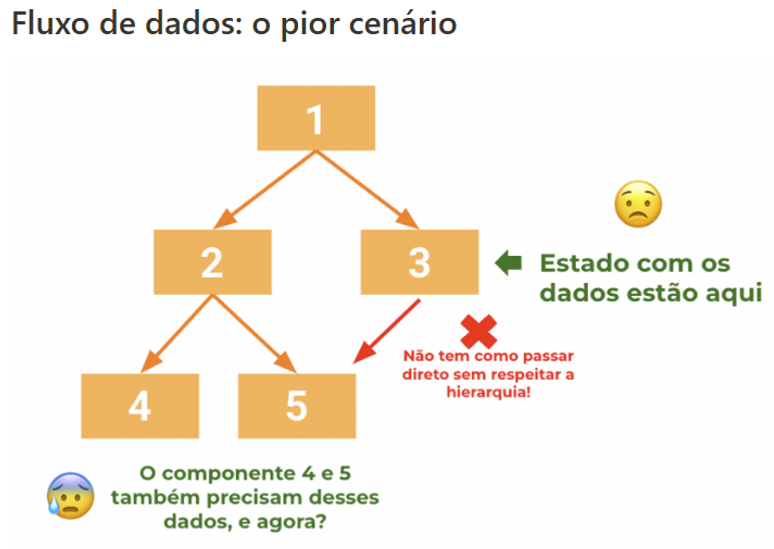 Fluxo de dados: o pior cenário
1
2
3
Estado com os
dados estão aqui
Não tem como passar
direto sem respeitar a
hierarquia!
4
5
O componente 4 e 5
também precisam desses
dados, e agora?